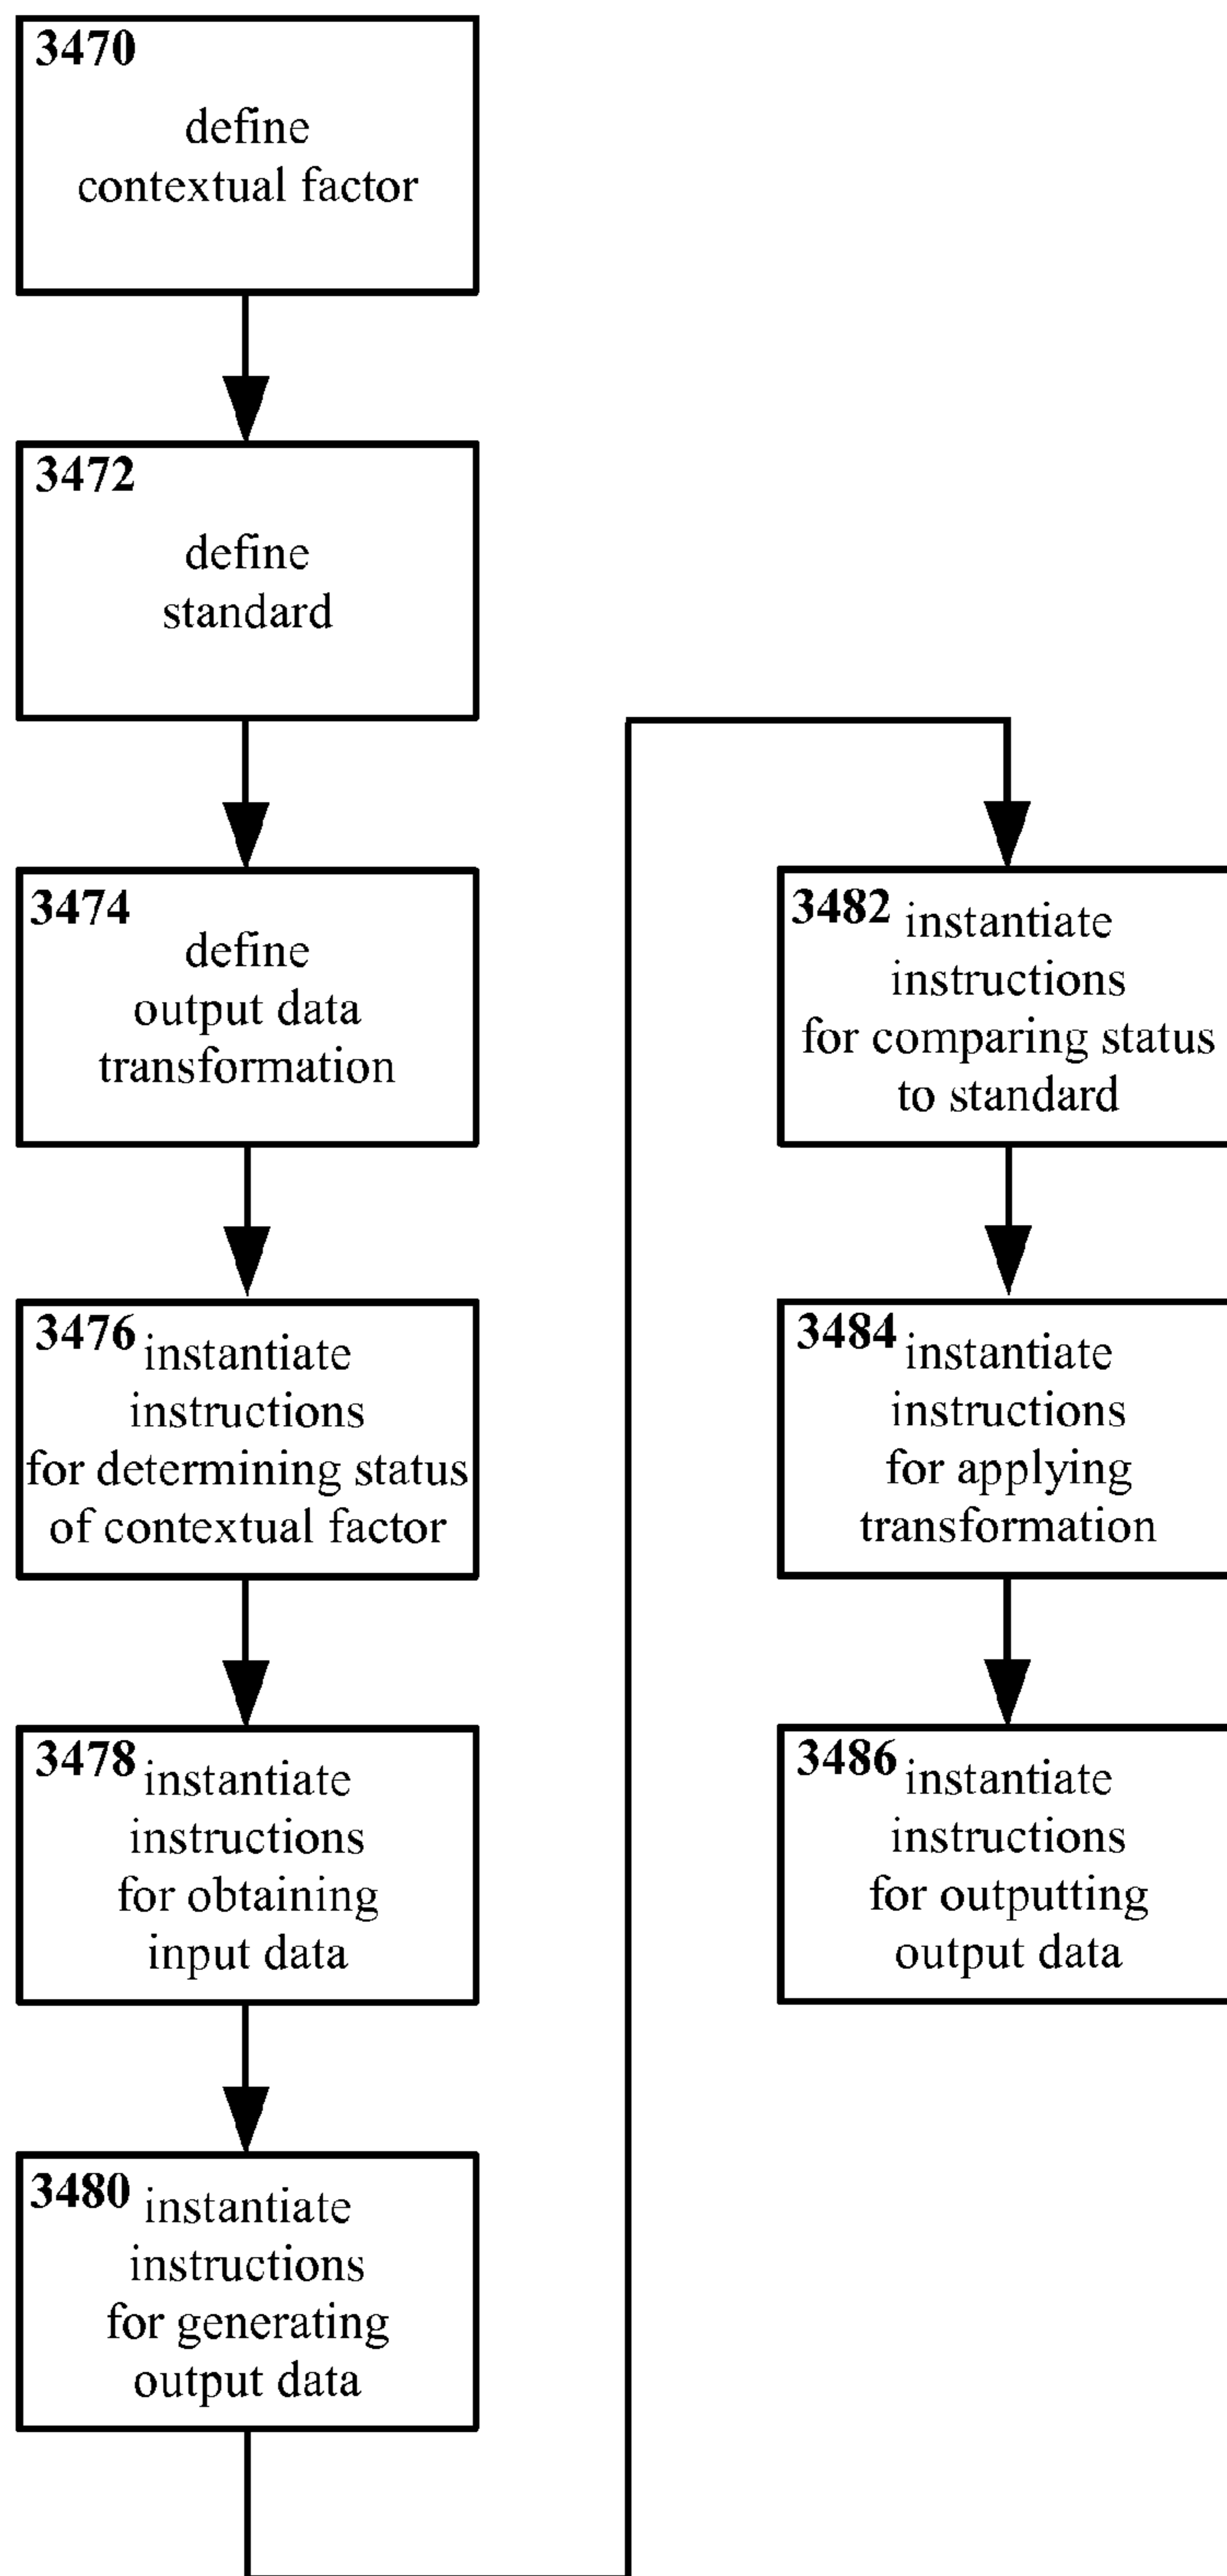 3470
define
contextual factor
3472
define
standard
3474
define
output data
transformation
3476 instantiate
instructions
for determining status
of contextual factor
3478 instantiate
instructions
for obtaining
input data
3480 instantiate
instructions
for generating
output data
3482 instantiate
instructions
for comparing status
to standard
3484 instantiate
instructions
for applying
transformation
3486 instantiate
instructions
for outputting
output data